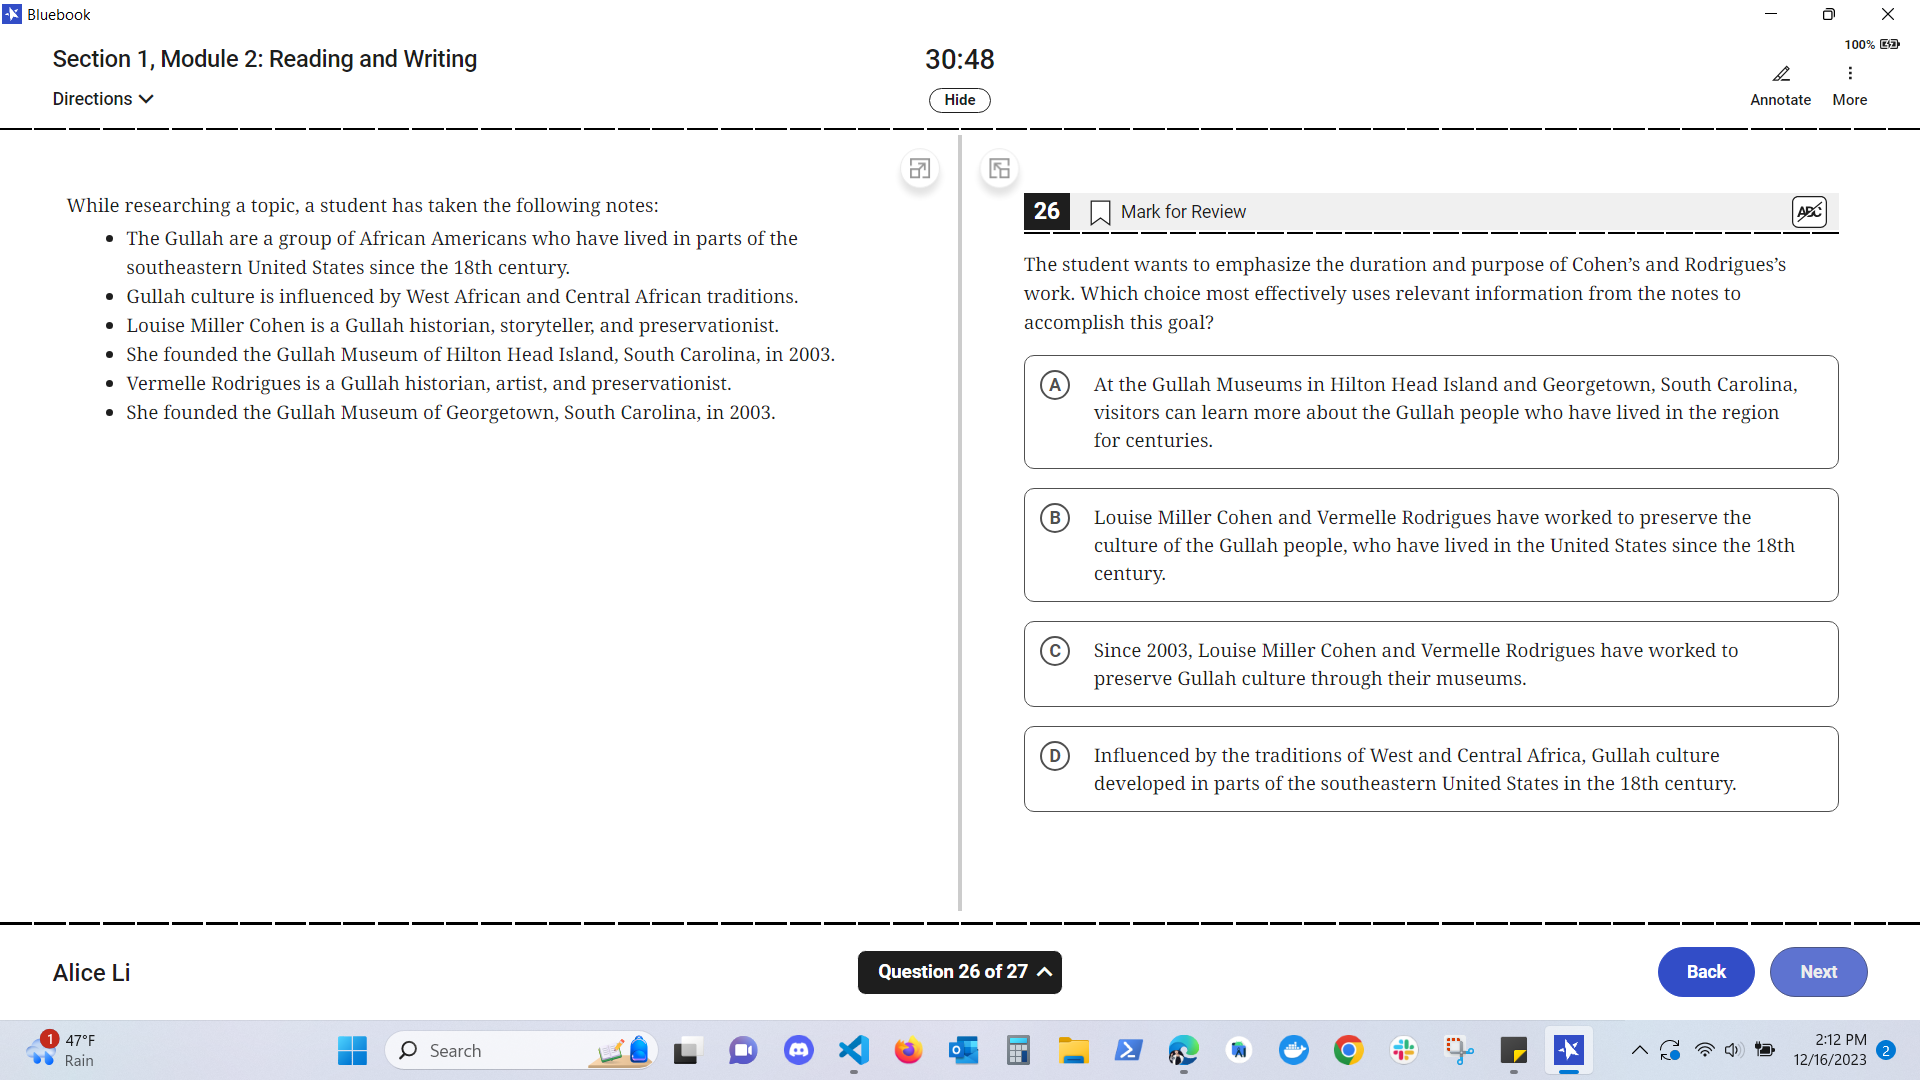 Bluebook
100%
Section 1, Module 2: Reading and Writing
30:48
Directions
Hide
Annotate
More
While researching a topic, a student has taken the following notes:
• The Gullah are a group of African Americans who have lived in parts of the
southeastern United States since the 18th century.
• Gullah culture is influenced by West African and Central African traditions.
• Louise Miller Cohen is a Gullah historian, storyteller, and preservationist.
• She founded the Gullah Museum of Hilton Head Island, South Carolina, in 2003.
• Vermelle Rodrigues is a Gullah historian, artist, and preservationist.
• She founded the Gullah Museum of Georgetown, South Carolina, in 2003.
26
Mark for Review
ABC
The student wants to emphasize the duration and purpose of Cohen’s and Rodrigues’s
work. Which choice most effectively uses relevant information from the notes to
accomplish this goal?
A
At the Gullah Museums in Hilton Head Island and Georgetown, South Carolina,
visitors can learn more about the Gullah people who have lived in the region
for centuries.
B
Louise Miller Cohen and Vermelle Rodrigues have worked to preserve the
culture of the Gullah people, who have lived in the United States since the 18th
century.
C
Since 2003, Louise Miller Cohen and Vermelle Rodrigues have worked to
preserve Gullah culture through their museums.
D
Influenced by the traditions of West and Central Africa, Gullah culture
developed in parts of the southeastern United States in the 18th century.
Alice Li
Question 26 of 27
Back
Next
1
47°F
Rain
Search
2:12 PM
12/16/2023
2